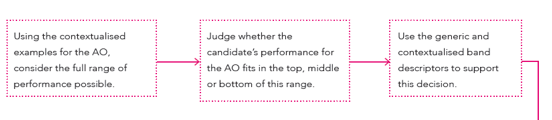 Using the contextualised
examples for the AO,
consider the full range of
performance possible.
Judge whether the
candidate's performance for
the AO fits in the top, middle
or bottom of this range.
Use the generic and
contextualised band
descriptors to support
this decision.